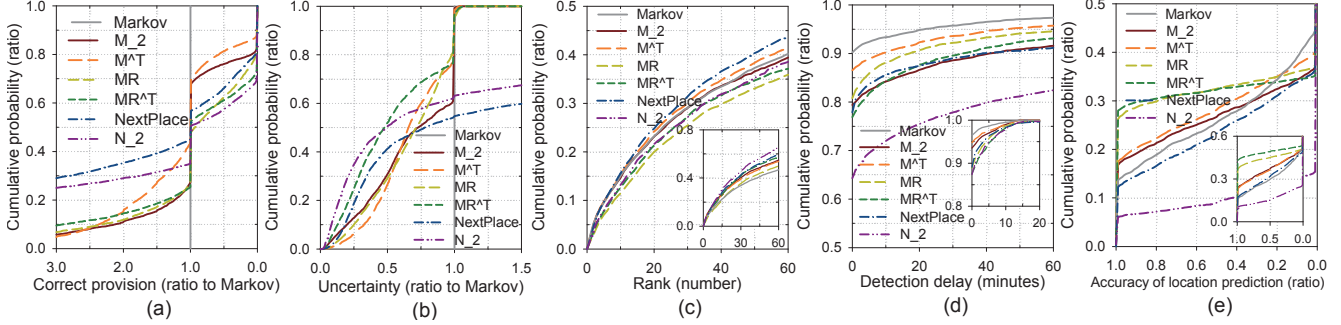 Cumulative probability (ratio)
1.0
0.8
0.6
0.4
0.2
0.0
Markov
M_2
M^T
MR
MR^T
NextPlace
N_2
3.0 2.0 1.0 0.0
Correct provision (ratio to Markov)
(a)
Cumulative probability (ratio)
1.0
0.8
0.6
0.4
0.2
0.0
Markov
M_2
M^T
MR
MR^T
NextPlace
N_2
0.0 0.5 1.0 1.5
Uncertainty (ratio to Markov)
(b)
Cumulative probability (ratio)
0.5
0.4
0.3
0.2
0.1
0.0
Markov
M_2
M^T
MR
MR^T
NextPlace
N_2
0.8
0.4
0.0
0 30 60
0 20 40 60
Rank (number)
(c)
Cumulative probability (ratio)
1.0
0.9
0.8
0.7
0.6
0.5
Markov
M_2
M^T
MR
MR^T
NextPlace
N_2
1.0
0.9
0.8
0 10 20
0 20 40 60
Detection delay (minutes)
(d)
Cumulative probability (ratio)
0.5
0.4
0.3
0.2
0.1
0.0
Markov
M_2
M^T
MR
MR^T
NextPlace
N_2
0.6
0.3
0.0
1.0 0.5 0.0
1.0 0.8 0.6 0.4 0.2 0.0
Accuracy of location prediction (ratio)
(e)